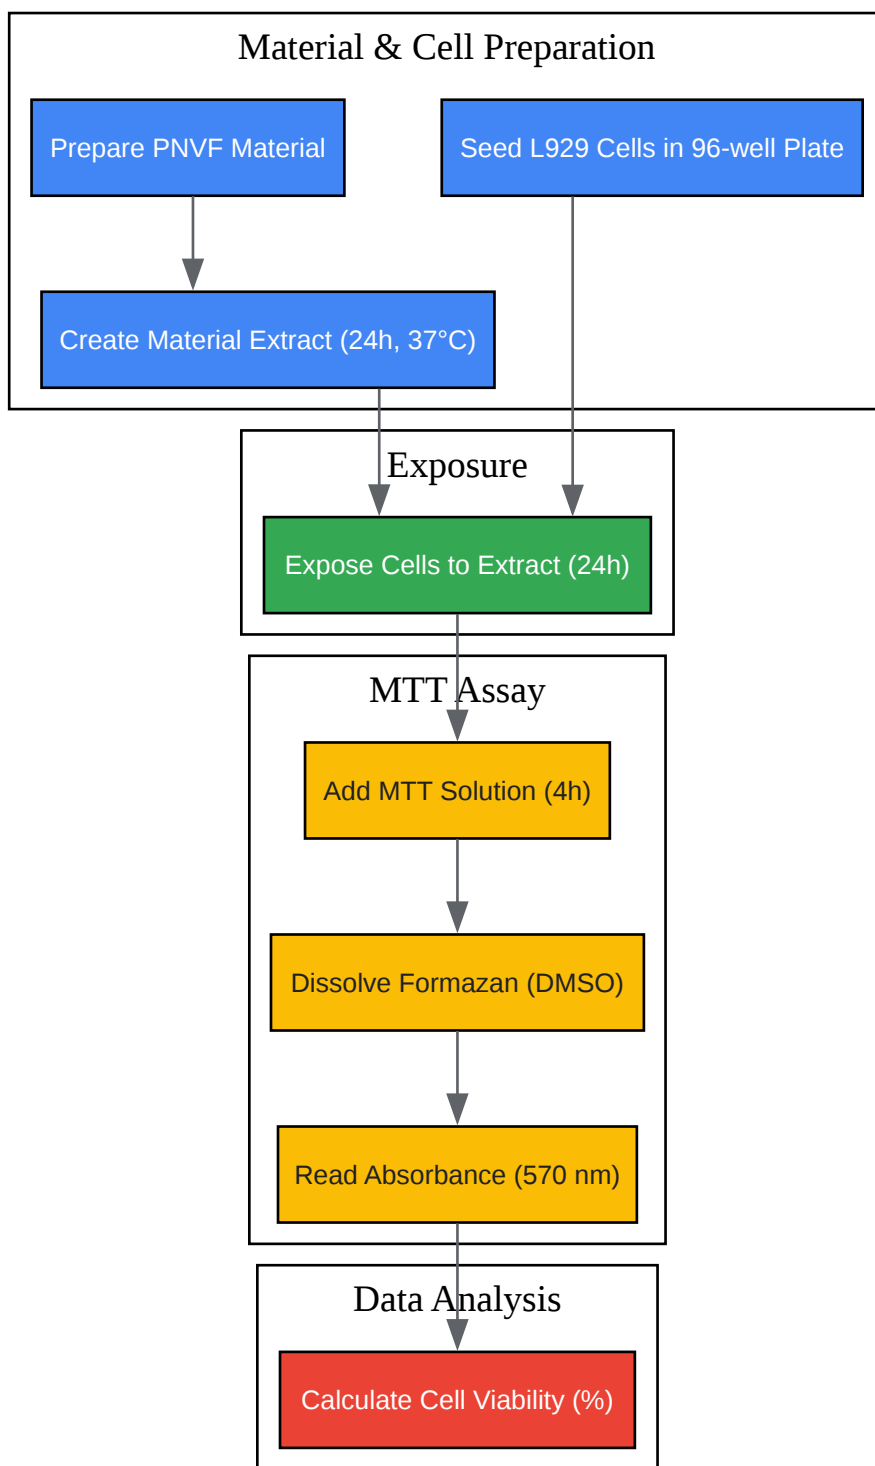 Material & Cell Preparation
Prepare PNVF Material
Seed L929 Cells in 96-well Plate
Create Material Extract (24h, 37°C)
Exposure
Expose Cells to Extract (24h)
MTT Assay
Add MTT Solution (4h)
Dissolve Formazan (DMSO)
Read Absorbance (570 nm)
Data Analysis
Calculate Cell Viability (%)